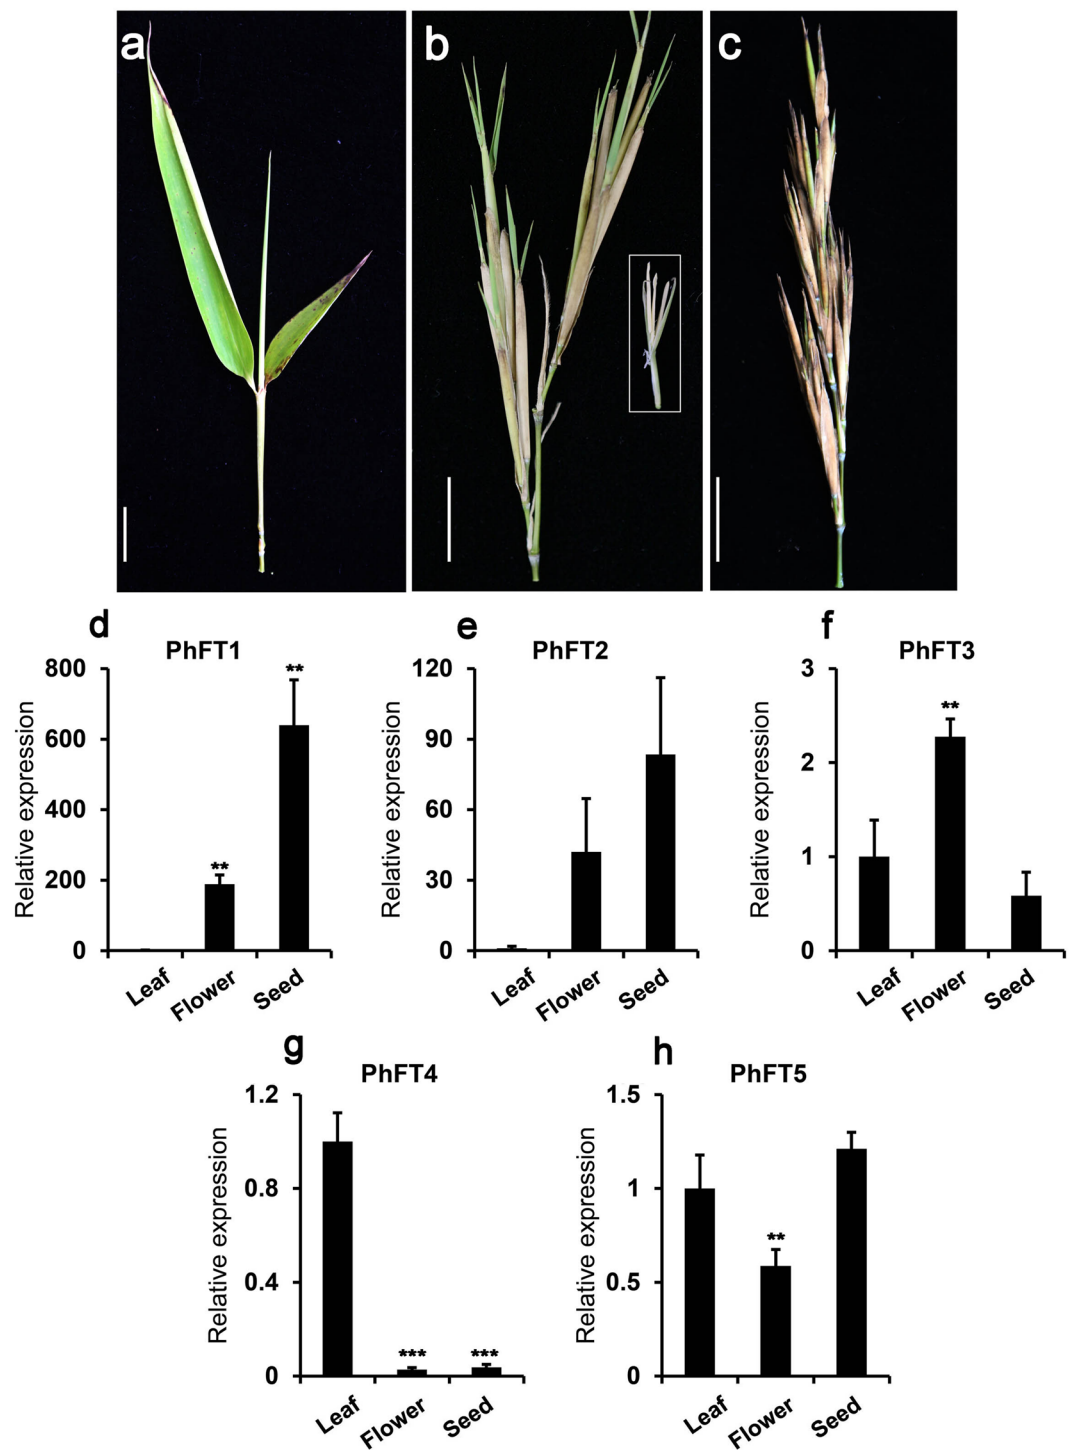 a b c
d e f
PhFT1 PhFT2 PhFT3
Relative expression
800
600
400
200
0
**
**
Leaf Flower Seed
Relative expression
120
90
60
30
0
Leaf Flower Seed
Relative expression
3
2
1
0
**
Leaf Flower Seed
g h
PhFT4 PhFT5
Relative expression
1.2
0.8
0.4
0
*** ***
Leaf Flower Seed
Relative expression
1.5
1
0.5
0
**
Leaf Flower Seed